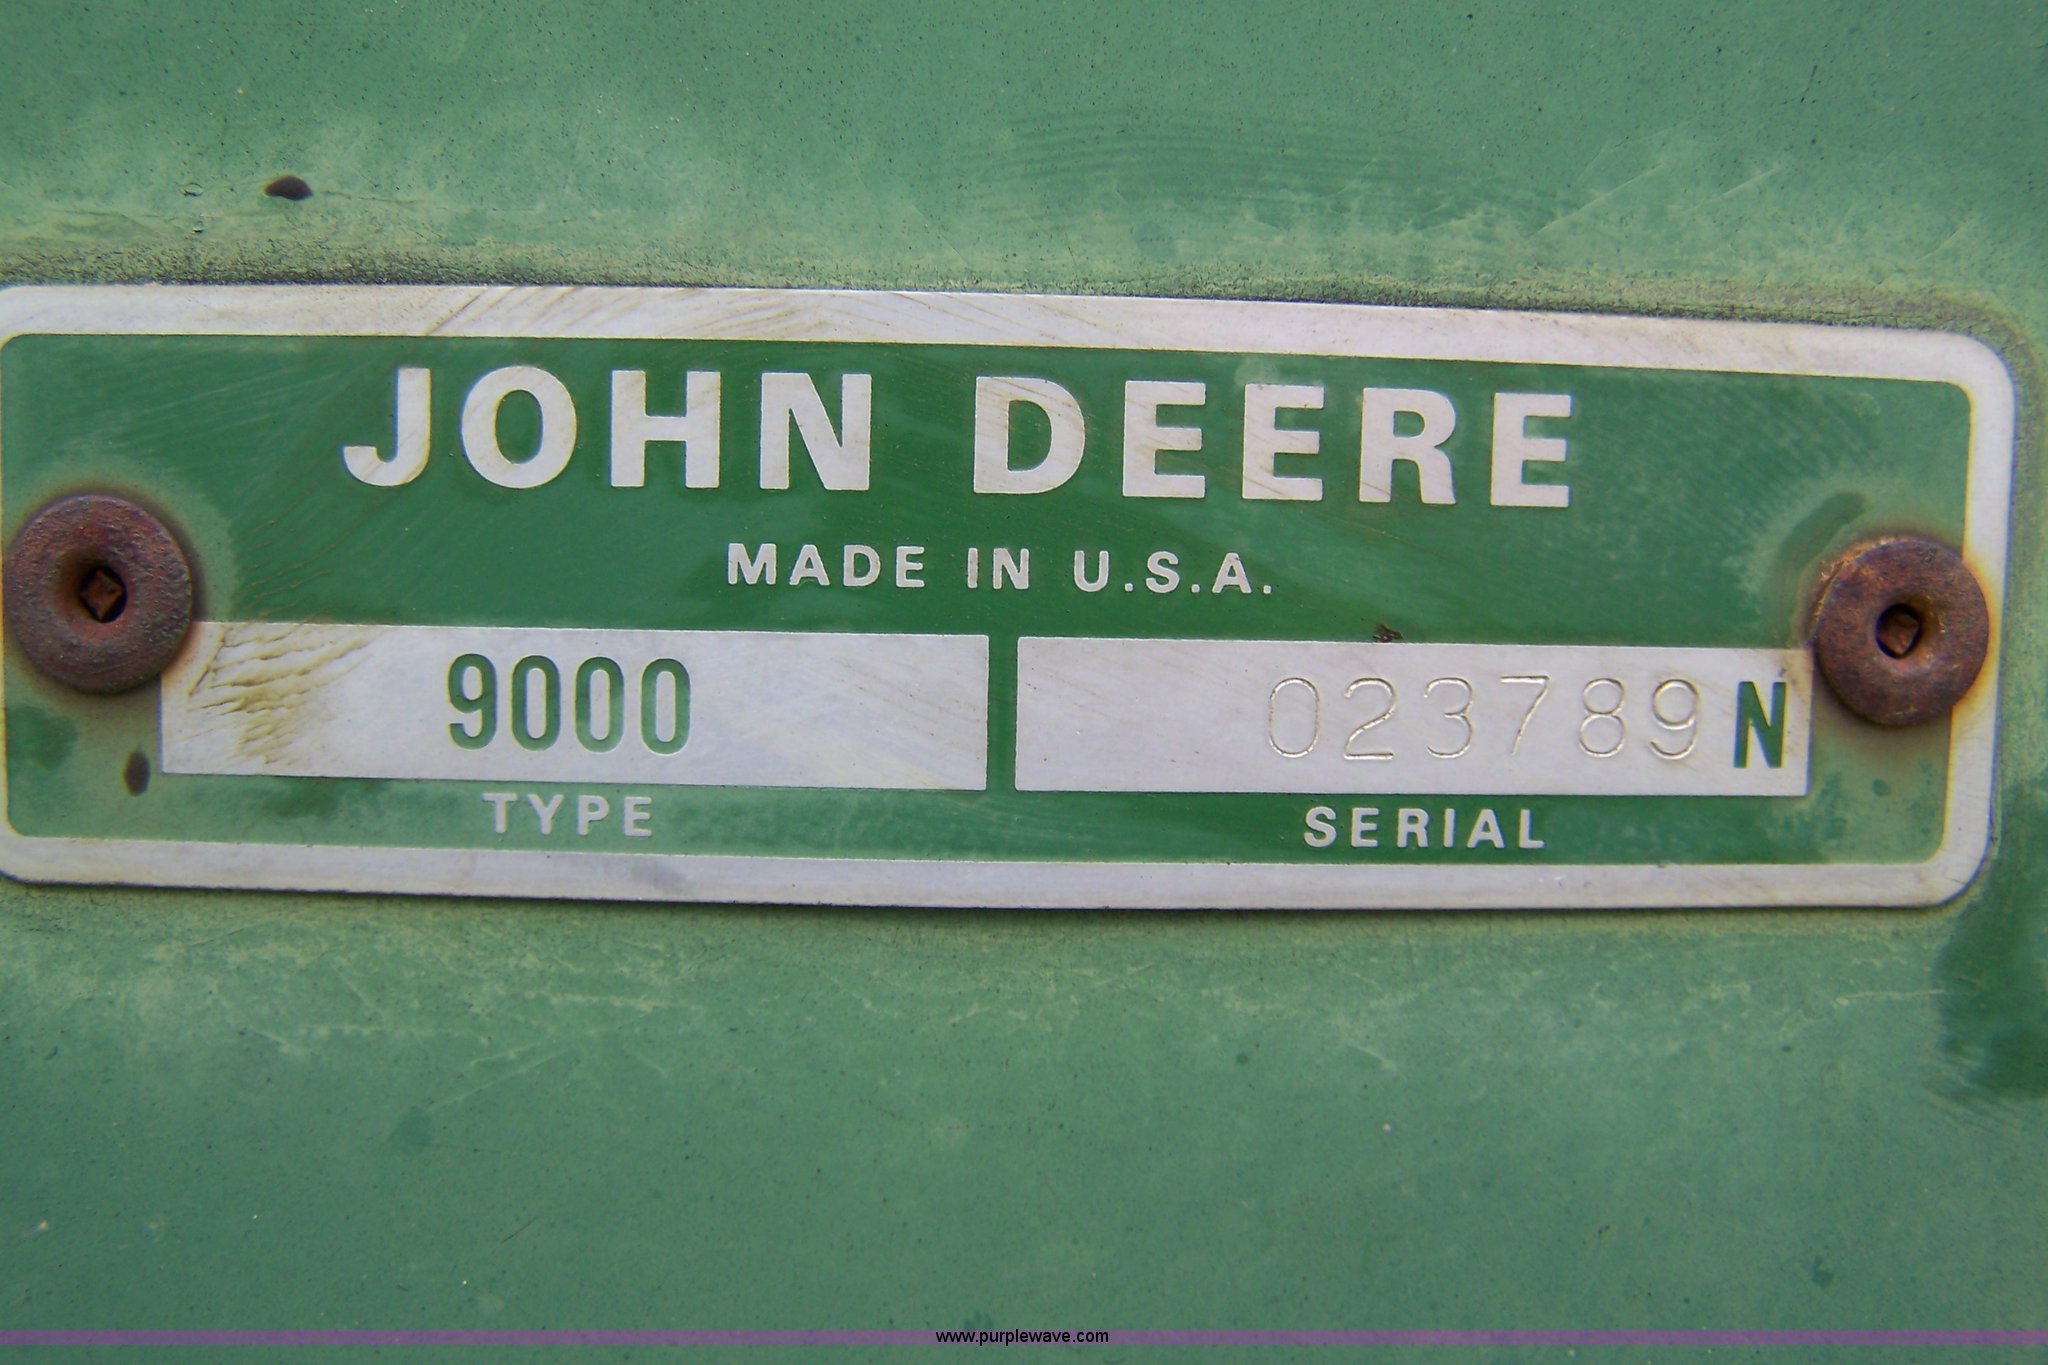 JOHN DEERE
MADE IN U.S.A.
9000 023789N
TYPE SERIAL
www.purplewave.com